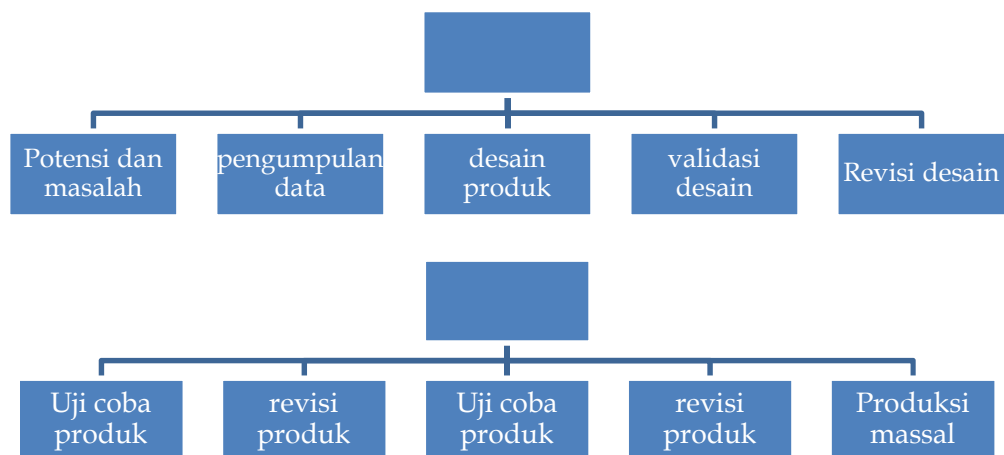 Potensi dan
masalah
pengumpulan
data
desain
produk
validasi
desain
Revisi desain
Uji coba
produk
revisi
produk
Uji coba
produk
revisi
produk
Produksi
massal